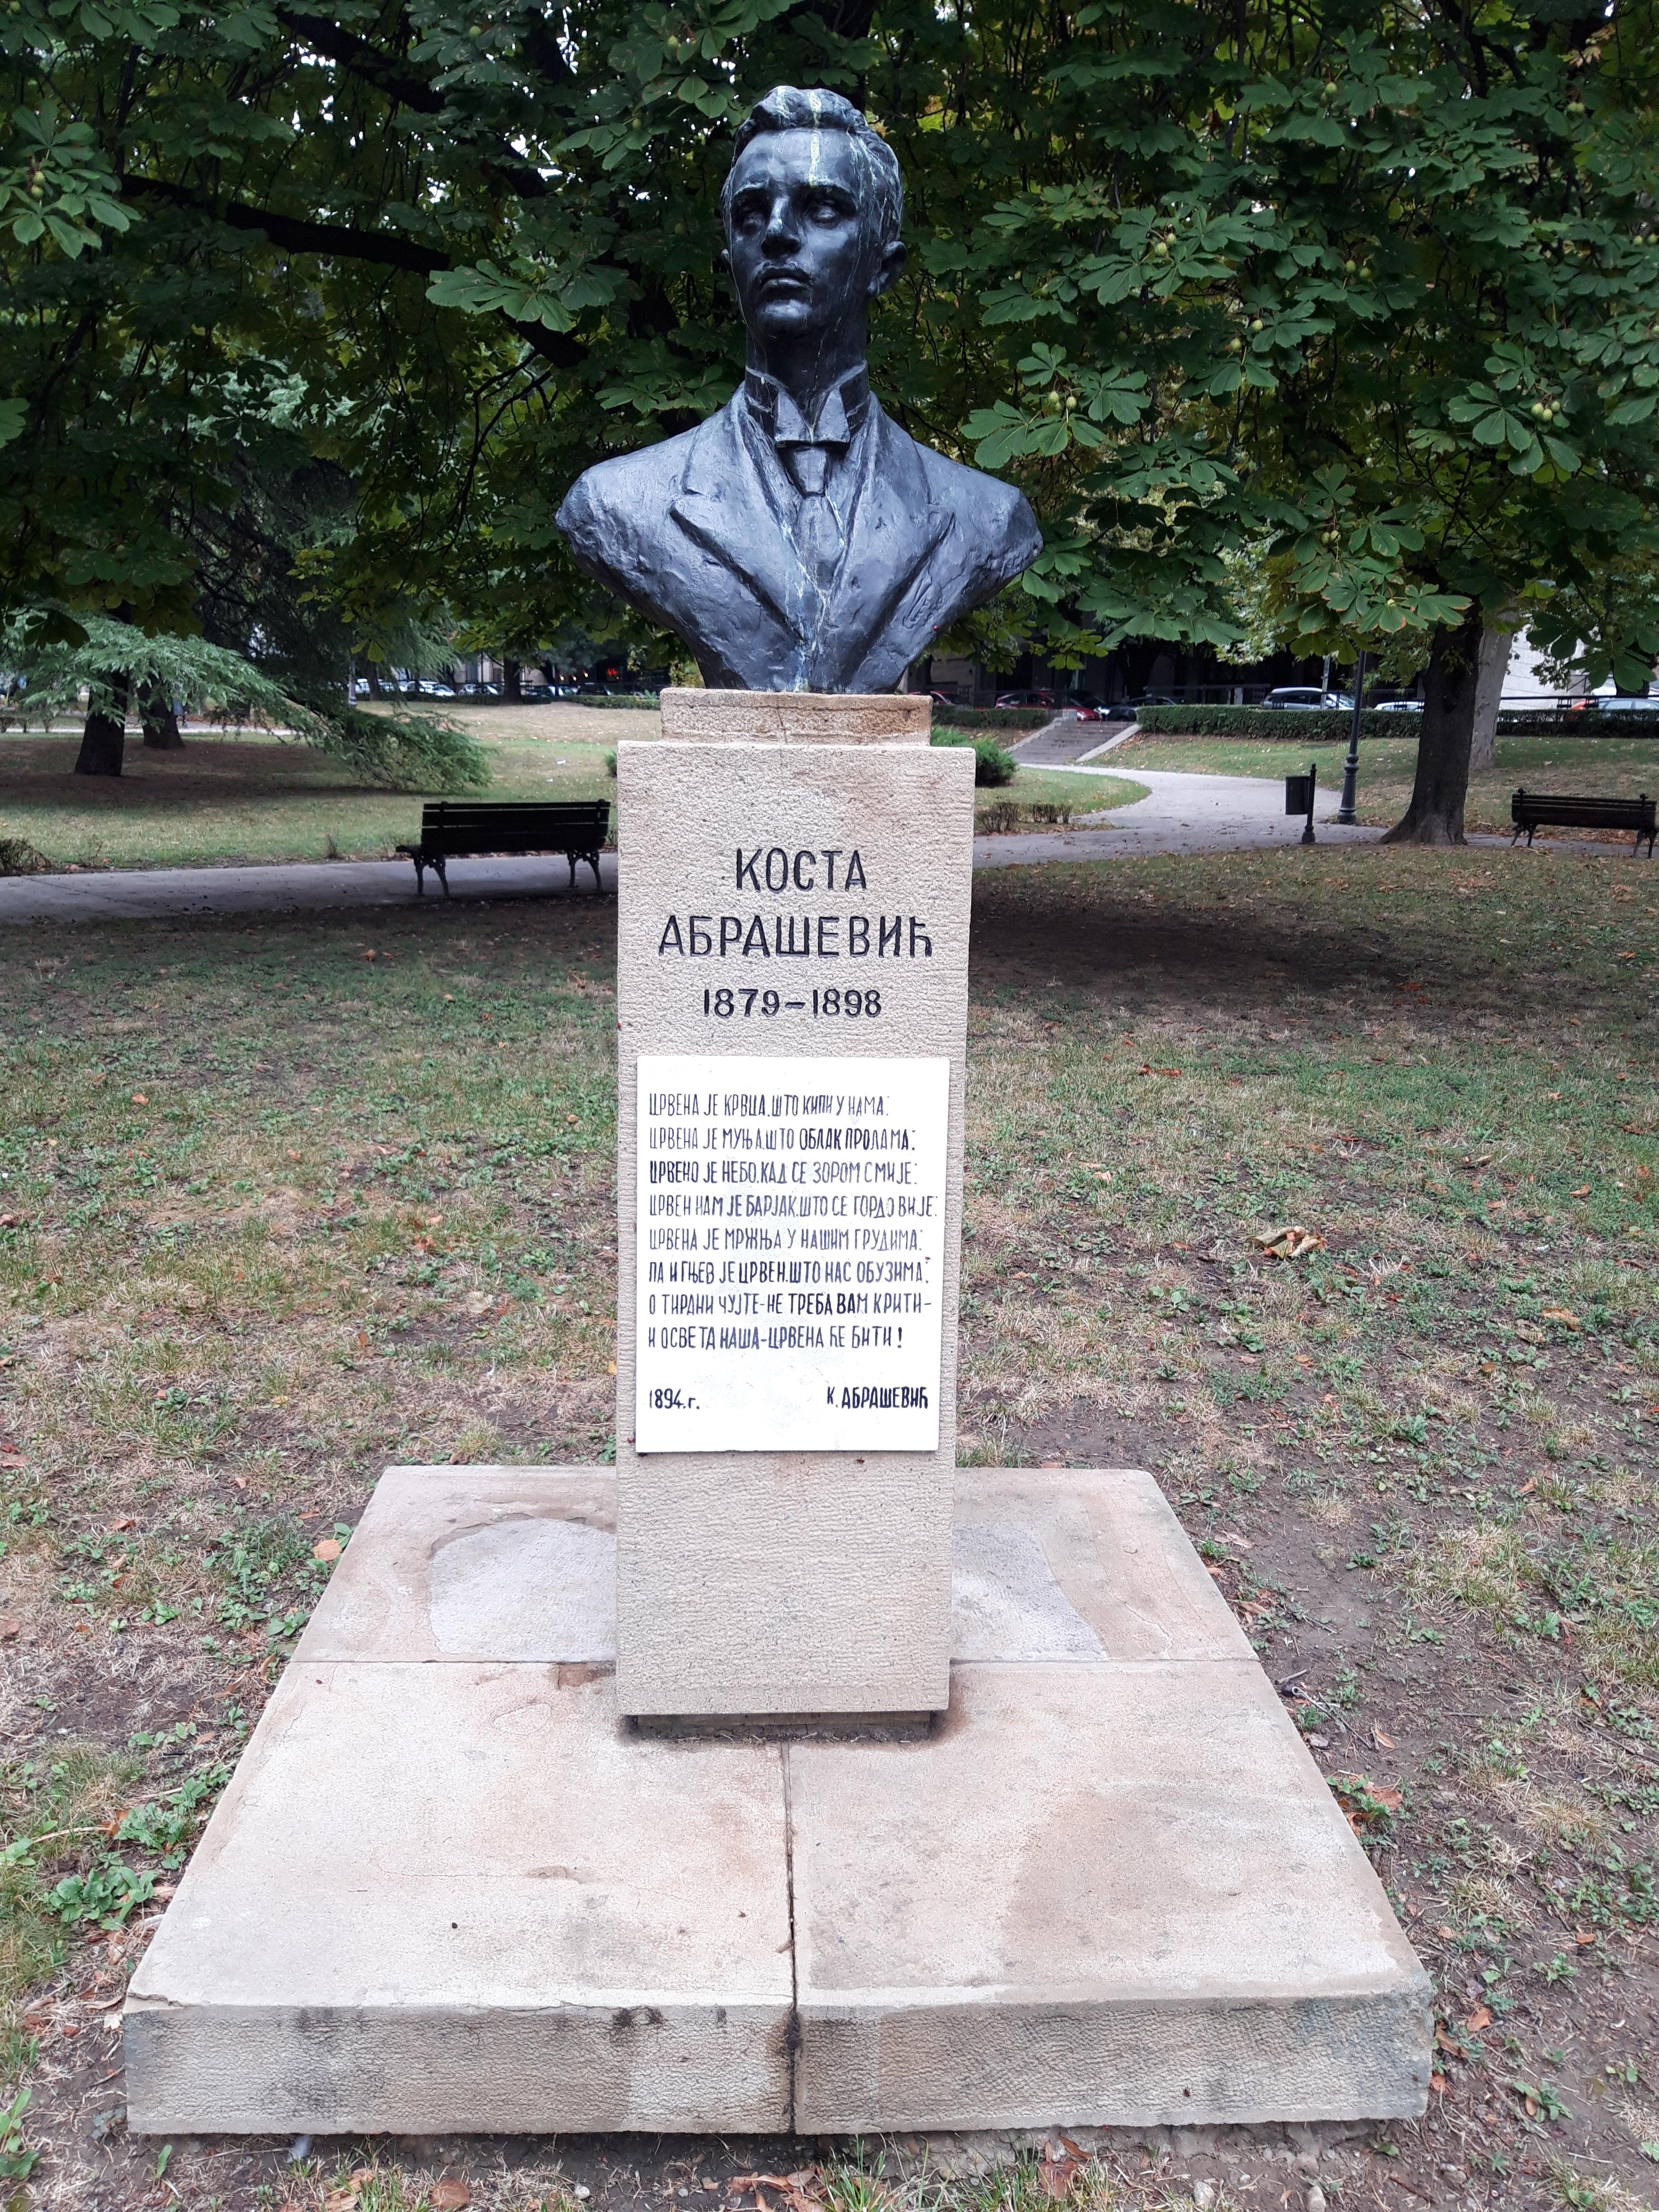 КОСТА
АБРАШЕВИЋ
1879-1898
ЦРВЕНА ЈЕ КРВЦА, ШТО КИПИ У НАМА:
ЦРВЕНА ЈЕ МУЊА, ШТО ОБЛАК ПРОЛАМА:
ЦРВЕНО ЈЕ НЕБО, КАД СЕ ЗОРОМ СМИЈЕ:
ЦРВЕН НАМ ЈЕ БАРЈАК, ШТО СЕ ГОРДО ВИЈЕ:
ЦРВЕНА ЈЕ МРЖЊА У НАШИМ ГРУДИМА:
ПА И ГЊЕВ ЈЕ ЦРВЕН, ШТО НАС ОБУЗИМА:
О ТИРАНИ ЧУЈТЕ-НЕ ТРЕБА ВАМ КРИТИ-
И ОСВЕТА НАША-ЦРВЕНА ЋЕ БИТИ!
1894.г. К. АБРАШЕВИЋ